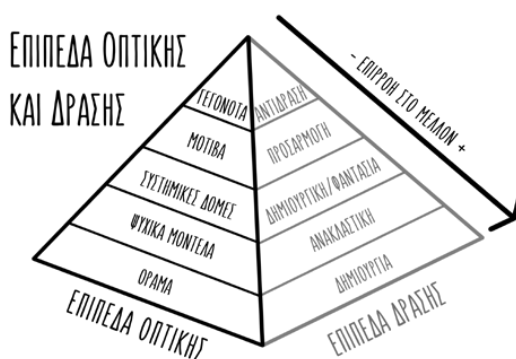 ΕΠΙΠΕΔΑ ΟΠΤΙΚΗΣ
ΚΑΙ ΔΡΑΣΗΣ
- ΕΠΙΡΡΟΗ ΣΤΟ ΜΕΛΛΟΝ +
ΓΕΓΟΝΟΤΑ
ΑΝΤΙΔΡΑΣΗ
ΜΟΤΙΒΑ
ΠΡΟΣΑΡΜΟΓΗ
ΣΥΣΤΗΜΙΚΕΣ ΔΟΜΕΣ
ΔΗΜΙΟΥΡΓΙΚΗ/ΦΑΝΤΑΣΙΑ
ΨΥΧΙΚΑ ΜΟΝΤΕΛΑ
ΑΝΑΚΛΑΣΤΙΚΗ
ΟΡΑΜΑ
ΔΗΜΙΟΥΡΓΙΑ
ΕΠΙΠΕΔΑ ΟΠΤΙΚΗΣ
ΕΠΙΠΕΔΑ ΔΡΑΣΗΣ